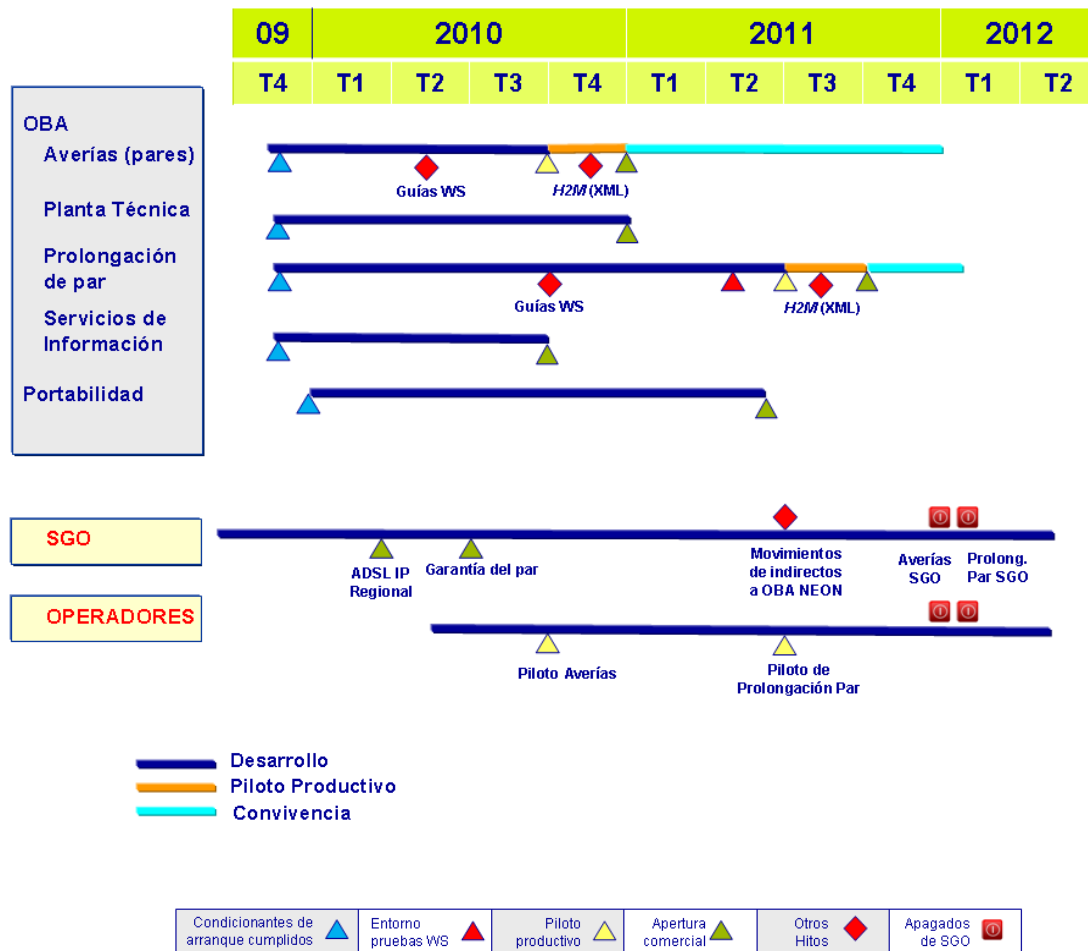 09 2010 2011 2012
T4 T1 T2 T3 T4 T1 T2 T3 T4 T1 T2
OBA
Averías (pares)
Guías WS
H2M (XML)
Planta Técnica
Prolongación
de par
Guías WS
H2M (XML)
Servicios de
Información
Portabilidad
SGO
ADSL IP
Regional
Garantía del par
Movimientos
de indirectos
a OBA NEON
Averías
SGO
Prolong.
Par SGO
OPERADORES
Piloto Averías
Piloto de
Prolongación Par
Desarrollo
Piloto Productivo
Convivencia
Condicionantes de
arranque cumplidos
Entorno
pruebas WS
Piloto
productivo
Apertura
comercial
Otros
Hitos
Apagados
de SGO